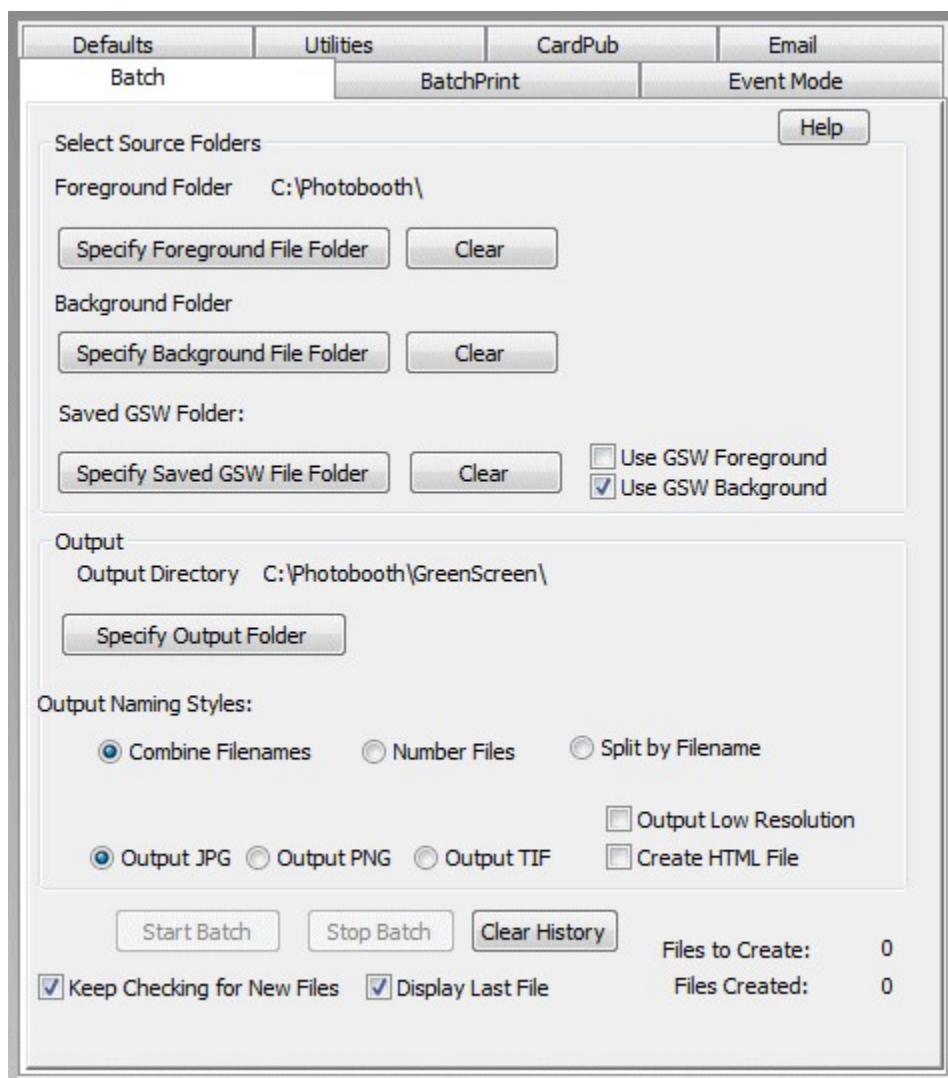 Defaults Utilities CardPub Email
Batch BatchPrint Event Mode
Help
Select Source Folders
Foreground Folder C:\Photobooth\
Specify Foreground File Folder Clear
Background Folder
Specify Background File Folder Clear
Saved GSW Folder:
Specify Saved GSW File Folder Clear
Use GSW Foreground
Use GSW Background
Output
Output Directory C:\Photobooth\GreenScreen\
Specify Output Folder
Output Naming Styles:
Combine Filenames Number Files Split by Filename
Output Low Resolution
Output JPG Output PNG Output TIF Create HTML File
Start Batch Stop Batch Clear History
Files to Create: 0
Keep Checking for New Files Display Last File Files Created: 0